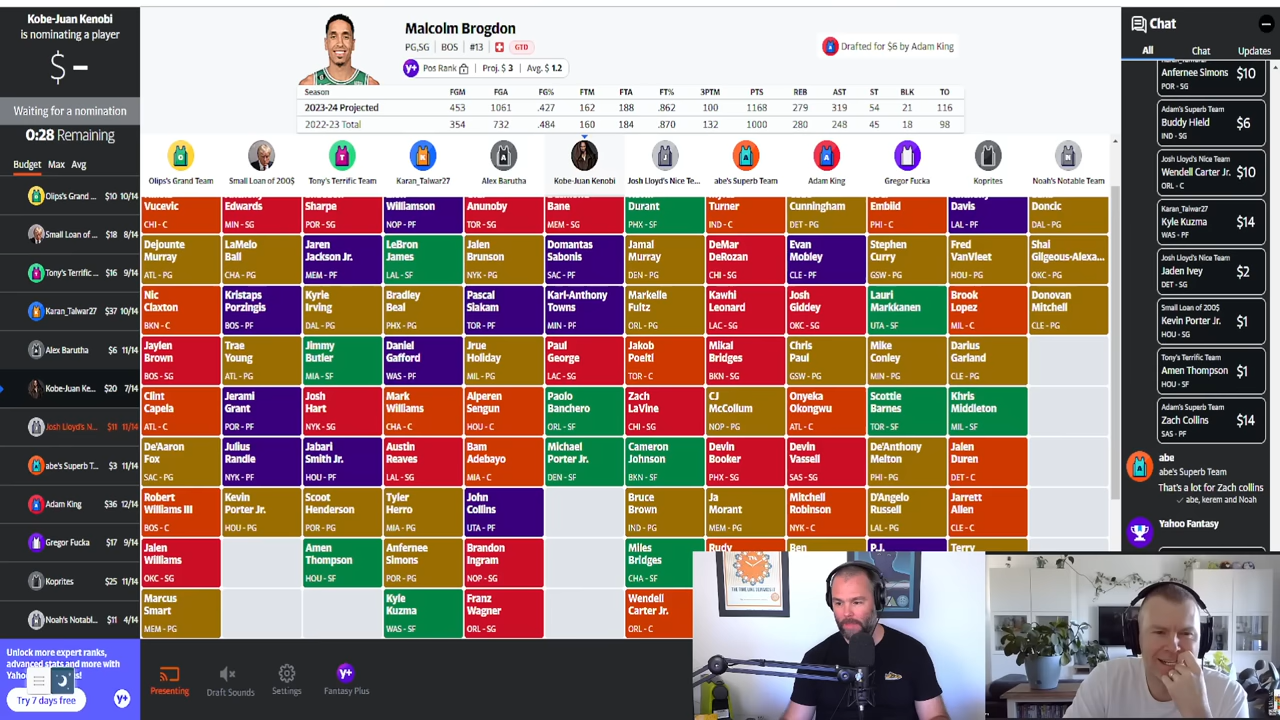 Kobe-Juan Kenobi
is nominating a player
$ –
Waiting for a nomination
0:28 Remaining
Budget Max Avg
Olips's Grand ... $8 10/14
Small Loan of ... $18 8/14
Tony's Terrific ... $16 9/14
Karan_Talwar27 $37 10/14
Alex Barutha $6 11/14
Kobe-Juan Ke... $20 7/14
Josh Lloyd's N... $11 11/14
abe's Superb T... $3 11/14
Adam King $36 12/14
Gregor Fucka $17 9/14
Koprites $25 11/14
Noah's Notabl... $11 4/14
Unlock more expert ranks,
advanced stats and more with
Try 7 days free
y+
Malcolm Brogdon
PG,SG BOS #13 GTD
y+ Pos Rank Proj. $ 3 Avg. $ 1.2
Drafted for $6 by Adam King
Season FGM FGA FG% FTM FTA FT% 3PTM PTS REB AST ST BLK TO
2023-24 Projected 453 1061 .427 162 188 .862 100 1168 279 319 54 21 116
2022-23 Total 354 732 .484 160 184 .870 132 1000 280 248 45 18 98
Olips's Grand Team Small Loan of 200$ Tony's Terrific Team Karan_Talwar27 Alex Barutha Kobe-Juan Kenobi Josh Lloyd's Nice Te... abe's Superb Team Adam King Gregor Fucka Koprites Noah's Notable Team
Vucevic Edwards Sharpe Williamson Anunoby Bane Durant Turner Cunningham Embiid Davis Doncic
CHI - C MIN - SG POR - SG NOP - PF TOR - SG MEM - SG PHX - SF IND - C DET - PG PHI - C LAL - PF DAL - PG
Dejounte LaMelo Jaren LeBron Jalen Domantas Jamal DeMar Evan Stephen Fred Shai
Murray Ball Jackson Jr. James Brunson Sabonis Murray DeRozan Mobley Curry VanVleet Gilgeous-Alexa...
ATL - PG CHA - PG MEM - PF LAL - SF NYK - PG SAC - PF DEN - PG CHI - SG CLE - PF GSW - PG HOU - PG OKC - PG
Nic Kristaps Kyrie Bradley Pascal Karl-Anthony Markelle Kawhi Josh Lauri Brook Donovan
Claxton Porzingis Irving Beal Siakam Towns Fultz Leonard Giddey Markkanen Lopez Mitchell
BKN - C BOS - PF DAL - PG PHX - PG TOR - PF MIN - PF ORL - PG LAC - SG OKC - SG UTA - SF MIL - C CLE - PG
Jaylen Trae Jimmy Daniel Jrue Paul Jakob Mikal Chris Mike Darius
Brown Young Butler Gafford Holiday George Poeltl Bridges Paul Conley Garland
BOS - SG ATL - PG MIA - SF WAS - PF MIL - PG LAC - SG TOR - C BKN - SG GSW - PG MIN - PG CLE - PG
Clint Jerami Josh Mark Alperen Paolo Zach CJ Onyeka Scottie Khris
Capela Grant Hart Williams Sengun Banchero LaVine McCollum Okongwu Barnes Middleton
ATL - C POR - PF NYK - SG CHA - C HOU - C ORL - SF CHI - SG NOP - PG ATL - C TOR - SF MIL - SF
De'Aaron Julius Jabari Austin Bam Michael Cameron Devin Devin De'Anthony Jalen
Fox Randle Smith Jr. Reaves Adebayo Porter Jr. Johnson Booker Vassell Melton Duren
SAC - PG NYK - PF HOU - PF LAL - SG MIA - C DEN - SF BKN - SF PHX - SG SAS - SG PHI - PG DET - C
Robert Kevin Scoot Tyler John Bruce Ja Mitchell D'Angelo Jarrett
Williams III Porter Jr. Henderson Herro Collins Brown Morant Robinson Russell Allen
BOS - C HOU - PG POR - PG MIA - PG UTA - PF IND - PG MEM - PG NYK - C LAL - PG CLE - C
Jalen Amen Anfernee Brandon Miles Rudy Ben P.J. Terry
Williams Thompson Simons Ingram Bridges
OKC - SG HOU - SF POR - PG NOP - SG CHA - SF
Marcus Kyle Franz Wendell
Smart Kuzma Wagner Carter Jr.
MEM - PG WAS - SF ORL - SG ORL - C
Presenting Draft Sounds Settings Fantasy Plus
Chat
All Chat Updates
Anfernee Simons $10
POR - SG
Adam's Superb Team
Buddy Hield $6
IND - SG
Josh Lloyd's Nice Team
Wendell Carter Jr. $10
ORL - C
Karan_Talwar27
Kyle Kuzma $14
WAS - PF
Josh Lloyd's Nice Team
Jaden Ivey $2
DET - SG
Small Loan of 200$
Kevin Porter Jr. $1
HOU - SG
Tony's Terrific Team
Amen Thompson $1
HOU - SF
Adam's Superb Team
Zach Collins $14
SAS - PF
abe
abe's Superb Team
That's a lot for Zach collins
abe, kerem and Noah
Yahoo Fantasy